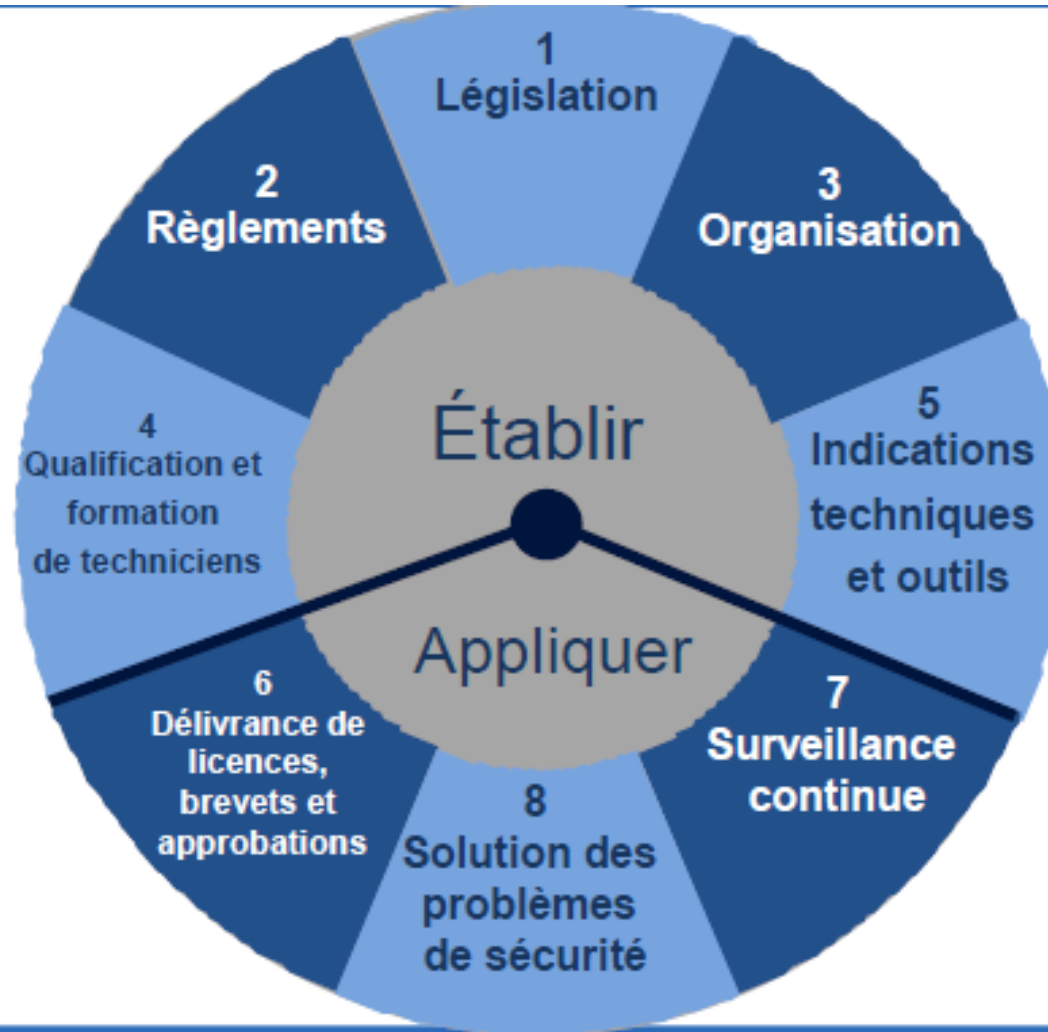 1
Législation
2
Règlements
3
Organisation
4
Qualification et
formation
de techniciens
5
Indications
techniques
et outils
Établir
Appliquer
6
Délivrance de
licences,
brevets et
approbations
7
Surveillance
continue
8
Solution des
problèmes
de sécurité